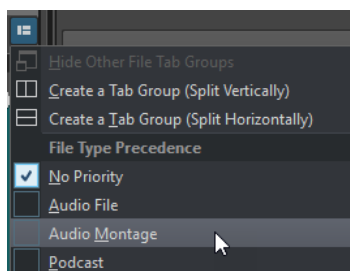 Hide Other File Tab Groups
Create a Tab Group (Split Vertically)
Create a Tab Group (Split Horizontally)
File Type Precedence
No Priority
Audio File
Audio Montage
Podcast